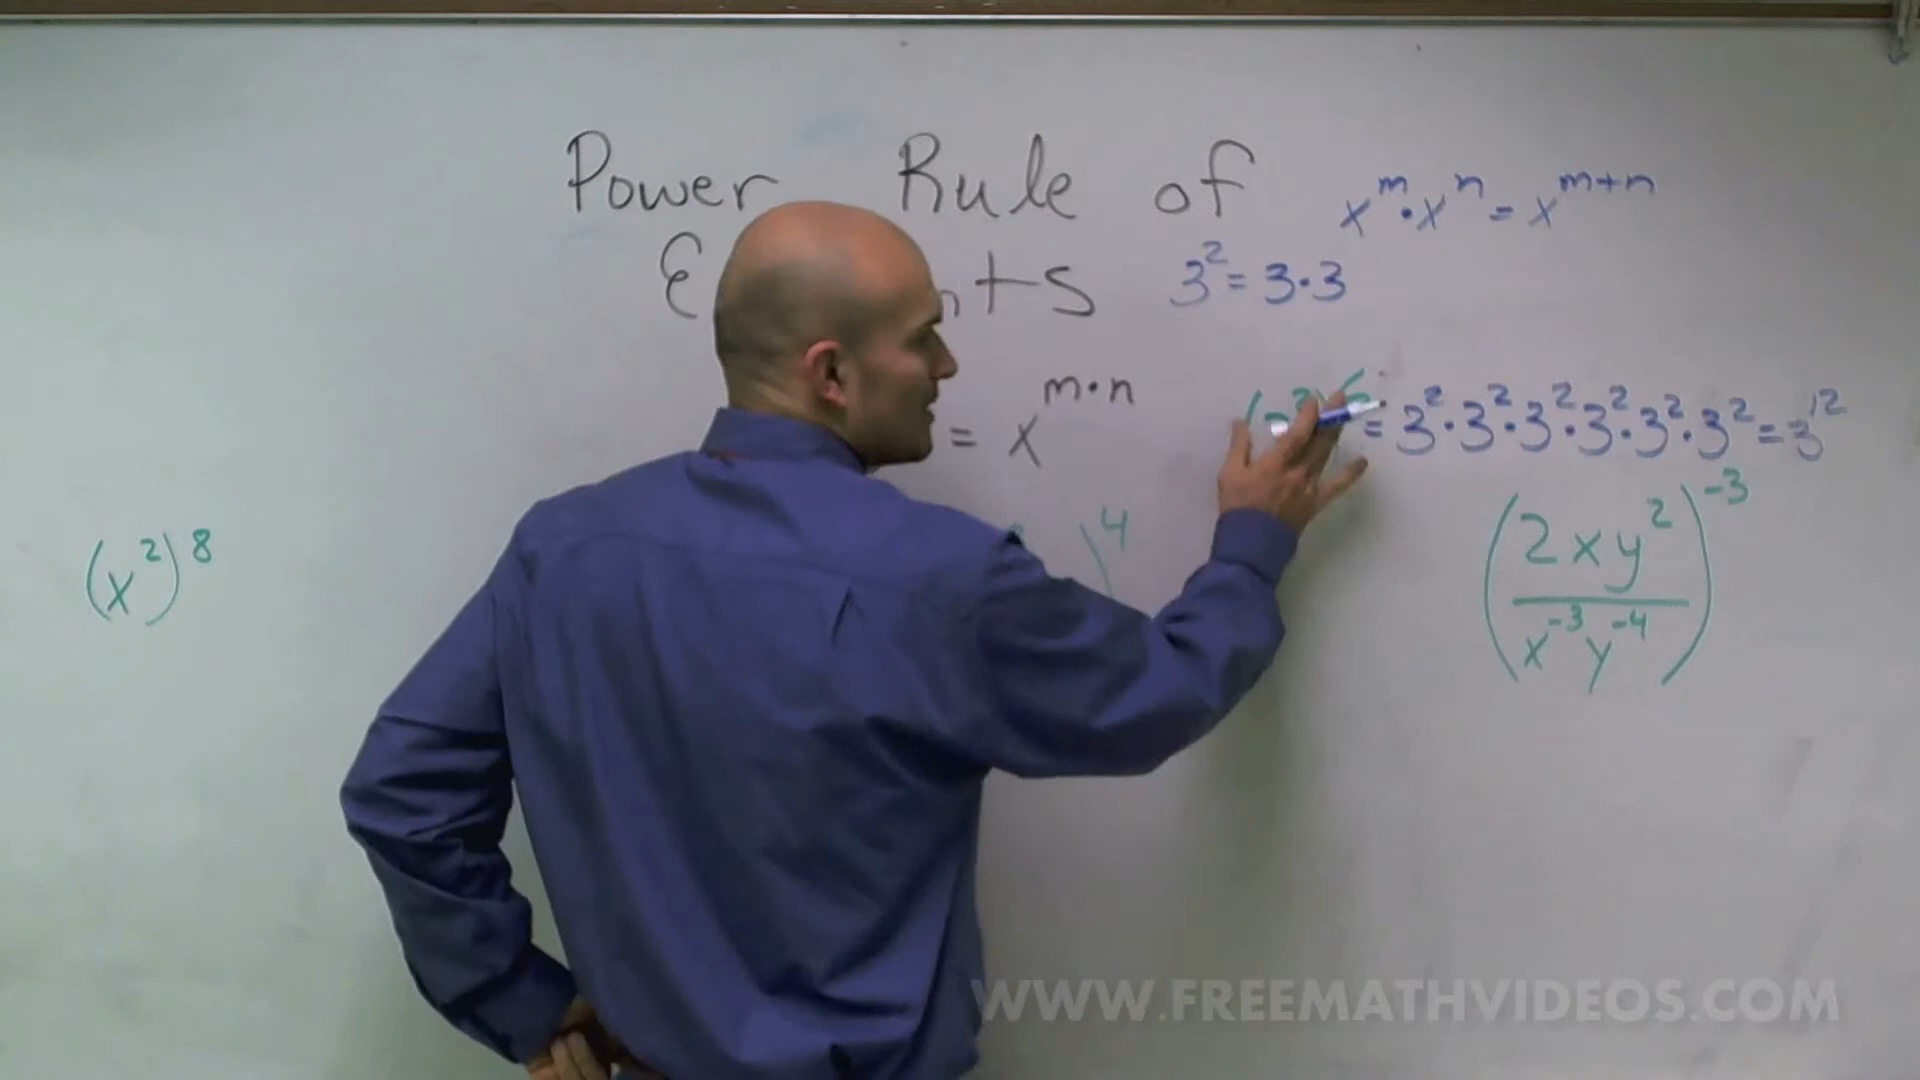 Power Rule of
x^m · x^n = x^{m+n}
3^2 = 3·3
= x^{m·n}
= 3^2 · 3^2 · 3^2 · 3^2 · 3^2 · 3^2 = 3^{12}
(x^2)^8
)^4
(2xy^2 / x^{-3}y^{-4})^{-3}
WWW.FREEMATHVIDEOS.COM